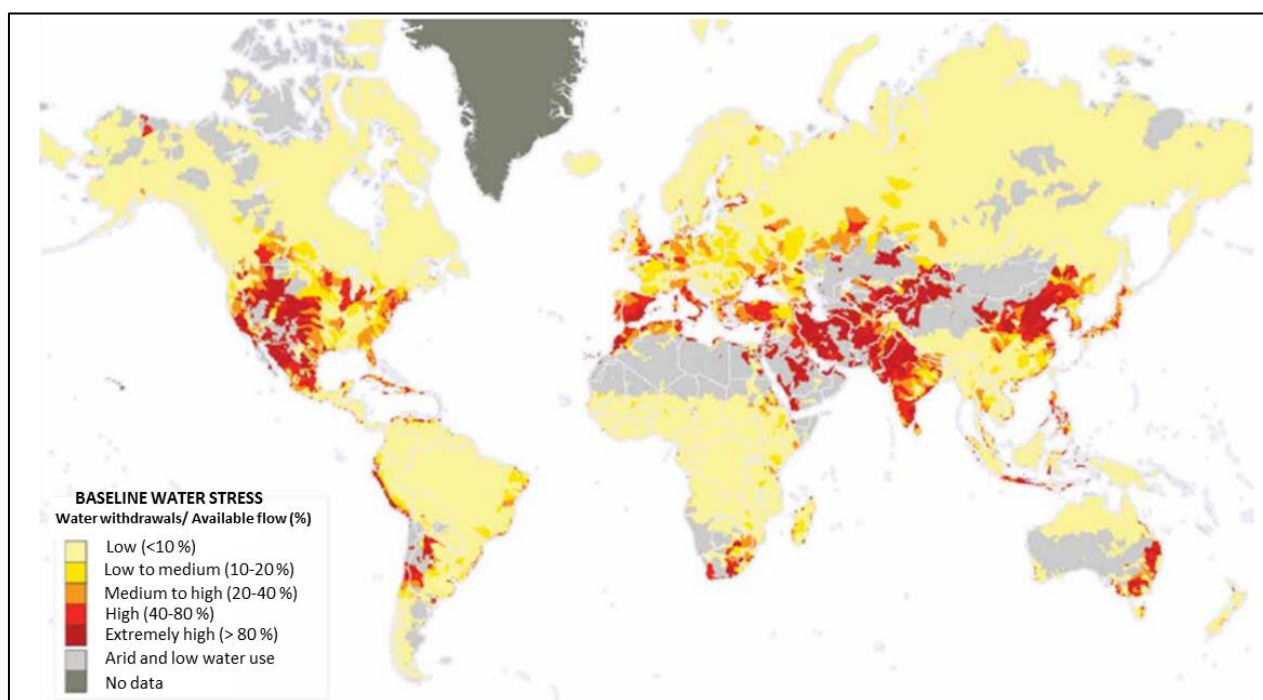 BASELINE WATER STRESS
Water withdrawals/ Available flow (%)
Low (<10 %)
Low to medium (10-20 %)
Medium to high (20-40 %)
High (40-80 %)
Extremely high (> 80 %)
Arid and low water use
No data